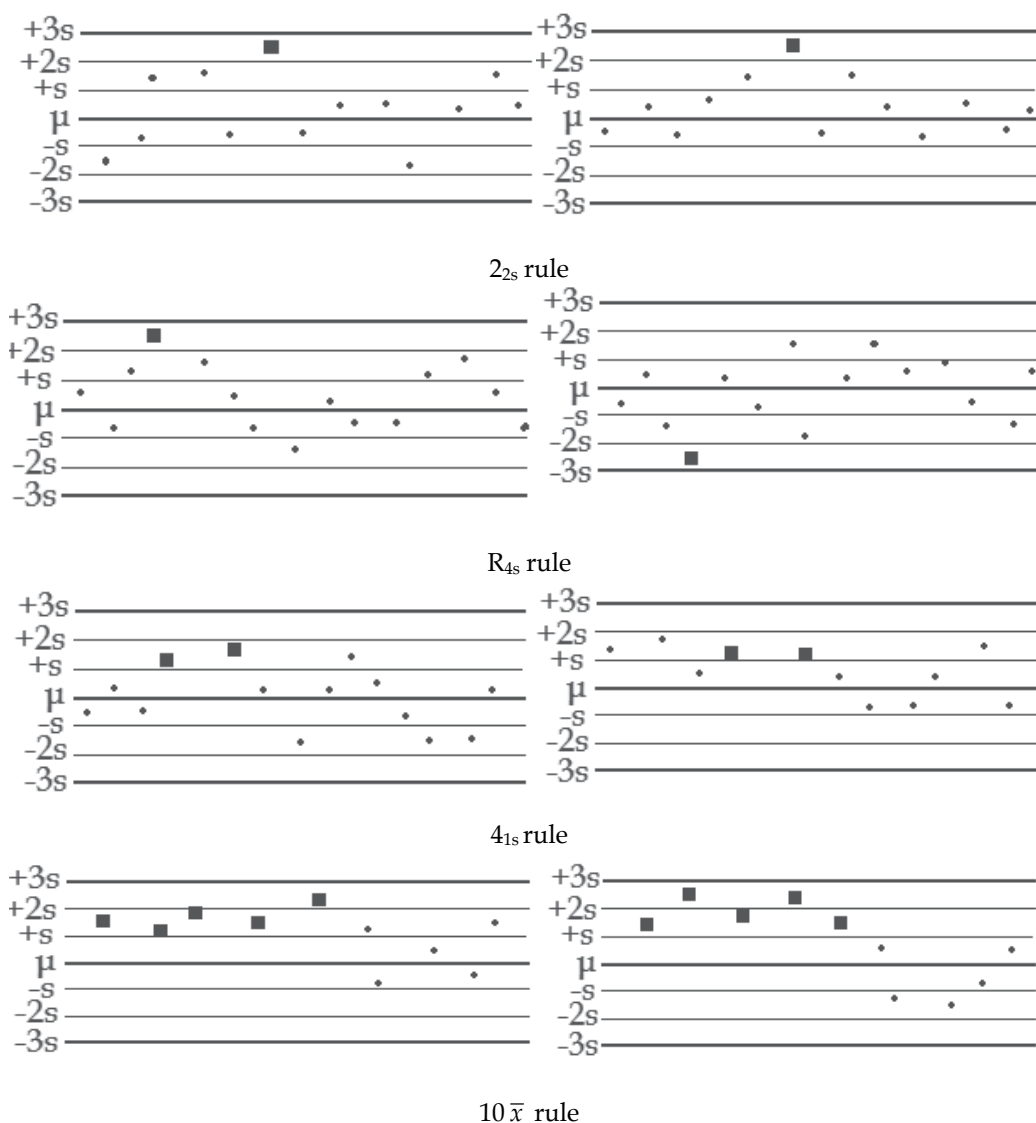 +3s +3s
+2s +2s
+s +s
μ μ
-s -s
-2s -2s
-3s -3s
2₂ₛ rule
+3s +3s
+2s +2s
+s +s
μ μ
-s -s
-2s -2s
-3s -3s
R₄ₛ rule
+3s +3s
+2s +2s
+s +s
μ μ
-s -s
-2s -2s
-3s -3s
4₁ₛ rule
+3s +3s
+2s +2s
+s +s
μ μ
-s -s
-2s -2s
-3s -3s
10 x̅ rule